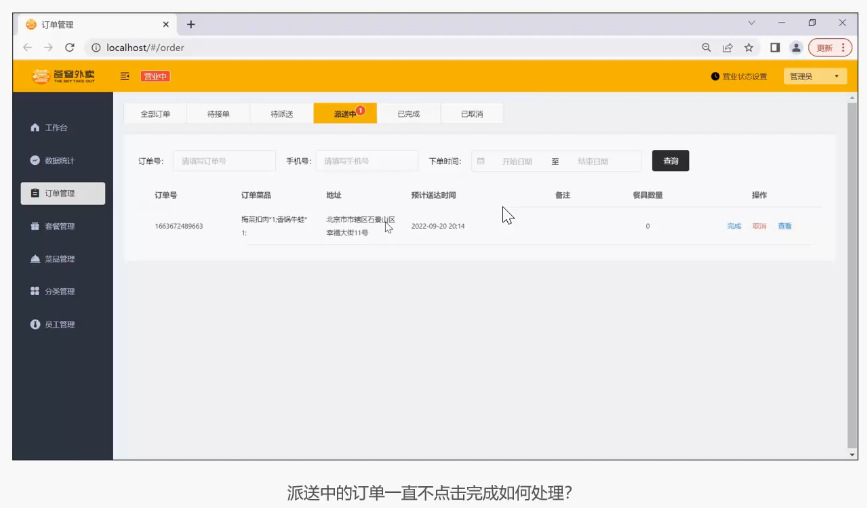 订单管理
localhost/#/order
更新
苍穹外卖
THE SKY TAKE-OUT
营业中
营业状态设置
管理员
工作台
数据统计
订单管理
套餐管理
菜品管理
分类管理
员工管理
全部订单 待接单 待派送 派送中 1 已完成 已取消
订单号: 请填写订单号 手机号: 请填写手机号 下单时间: 开始日期 至 结束日期 查询
订单号 订单菜品 地址 预计送达时间 备注 餐具数量 操作
1663672489663 梅菜扣肉*1;香锅牛蛙*1; 北京市市辖区石景山区幸福大街11号 2022-09-20 20:14 0 完成 取消 查看
派送中的订单一直不点击完成如何处理?